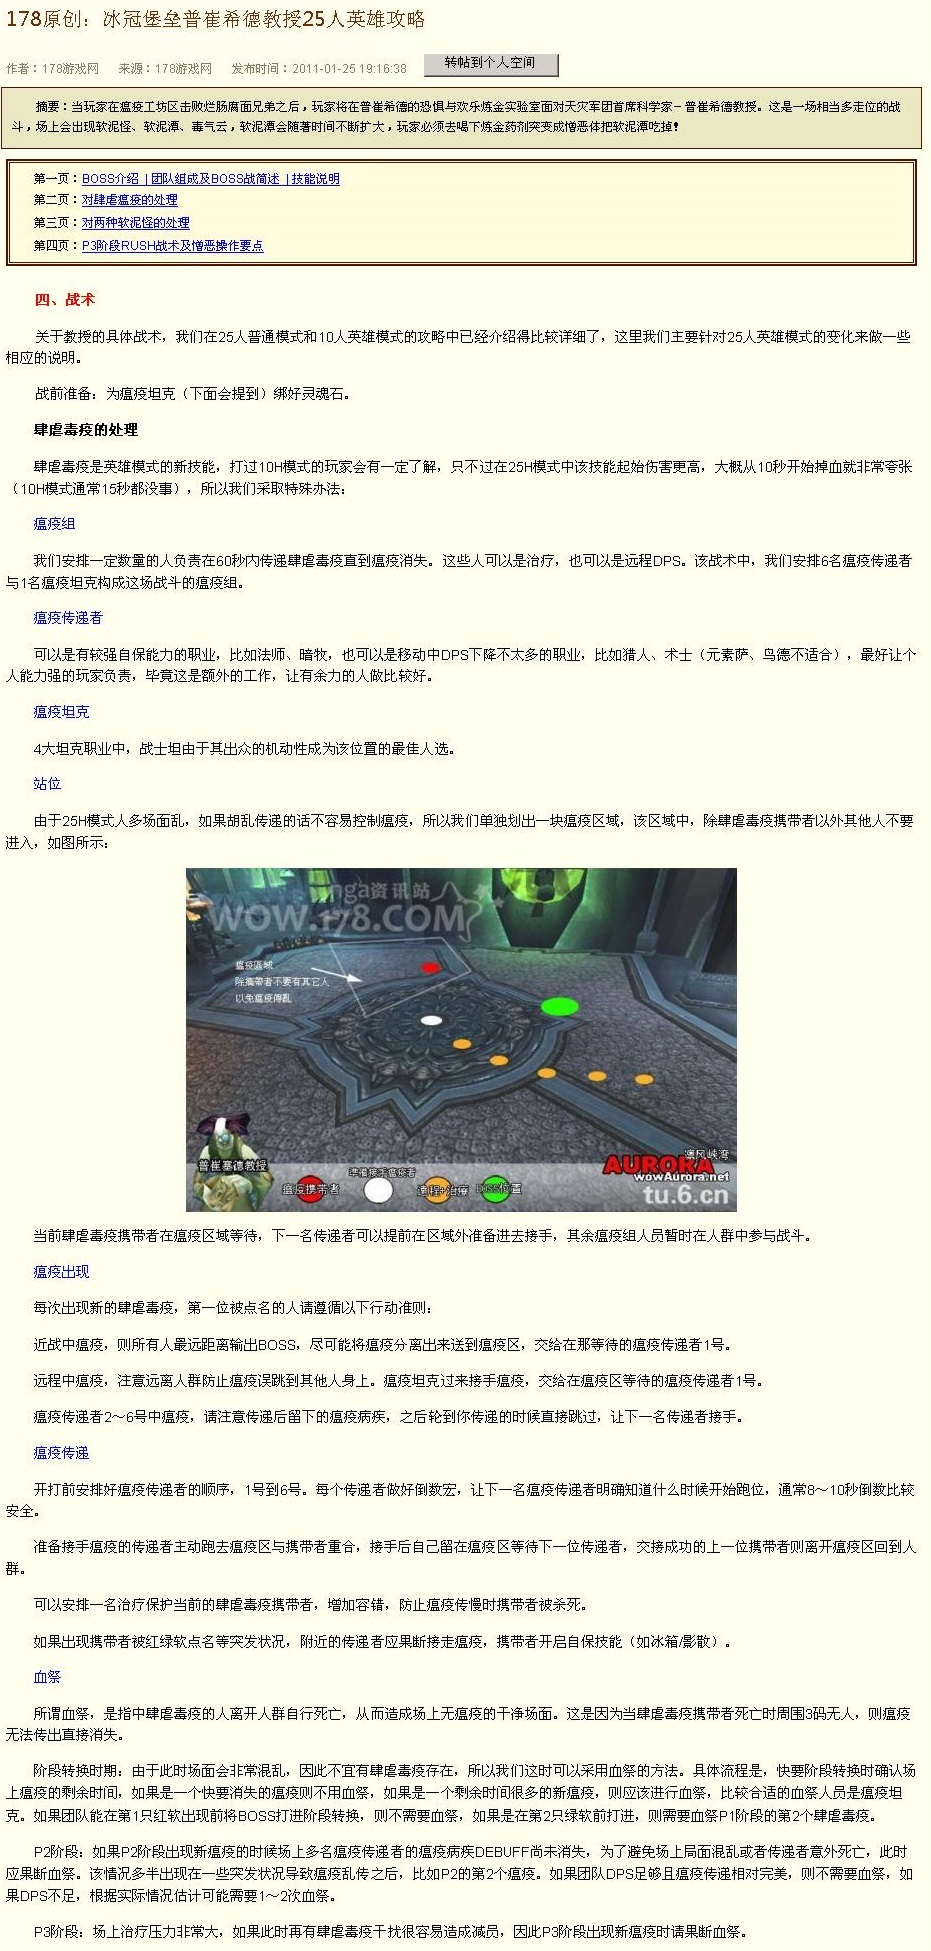 178原创：冰冠堡垒普崔希德教授25人英雄攻略
作者：178游戏网 来源：178游戏网 发布时间：2011-01-25 19:16:38 转帖到个人空间
摘要：当玩家在瘟疫工坊区击败烂肠腐面兄弟之后，玩家将在普崔希德的恐惧与欢乐炼金实验室面对天灾军团首席科学家－普崔希德教授。这是一场相当多走位的战
斗，场上会出现软泥怪、软泥潭、毒气云，软泥潭会随著时间不断扩大，玩家必须去喝下炼金药剂突变成憎恶体把软泥潭吃掉！
第一页：BOSS介绍 | 团队组成及BOSS战简述 | 技能说明
第二页：对肆虐瘟疫的处理
第三页：对两种软泥怪的处理
第四页：P3阶段RUSH战术及憎恶操作要点
四、战术
关于教授的具体战术，我们在25人普通模式和10人英雄模式的攻略中已经介绍得比较详细了，这里我们主要针对25人英雄模式的变化来做一些
相应的说明。
战前准备：为瘟疫坦克（下面会提到）绑好灵魂石。
肆虐毒疫的处理
肆虐毒疫是英雄模式的新技能，打过10H模式的玩家会有一定了解，只不过在25H模式中该技能起始伤害更高，大概从10秒开始掉血就非常夸张
（10H模式通常15秒都没事），所以我们采取特殊办法：
瘟疫组
我们安排一定数量的人负责在60秒内传递肆虐毒疫直到瘟疫消失。这些人可以是治疗，也可以是远程DPS。该战术中，我们安排6名瘟疫传递者
与1名瘟疫坦克构成这场战斗的瘟疫组。
瘟疫传递者
可以是有较强自保能力的职业，比如法师、暗牧，也可以是移动中DPS下降不太多的职业，比如猎人、术士（元素萨、鸟德不适合），最好让个
人能力强的玩家负责，毕竟这是额外的工作，让有余力的人做比较好。
瘟疫坦克
4大坦克职业中，战士坦由于其出众的机动性成为该位置的最佳人选。
站位
由于25H模式人多场面乱，如果胡乱传递的话不容易控制瘟疫，所以我们单独划出一块瘟疫区域，该区域中，除肆虐毒疫携带者以外其他人不要
进入，如图所示：
nga资讯站
WOW.178.COM
瘟疫區域
除攜帶者不要有其它人
以免瘟疫傳亂
普崔塞德教授
瘟疫携带者 準備接手瘟疫者 远程+治疗 BOSS位置
AURORA 凛风峡湾
wowAurora.net
tu.6.cn
当前肆虐毒疫携带者在瘟疫区域等待，下一名传递者可以提前在区域外准备进去接手，其余瘟疫组人员暂时在人群中参与战斗。
瘟疫出现
每次出现新的肆虐毒疫，第一位被点名的人请遵循以下行动准则：
近战中瘟疫，则所有人最远距离输出BOSS，尽可能将瘟疫分离出来送到瘟疫区，交给在那等待的瘟疫传递者1号。
远程中瘟疫，注意远离人群防止瘟疫误跳到其他人身上。瘟疫坦克过来接手瘟疫，交给在瘟疫区等待的瘟疫传递者1号。
瘟疫传递者2～6号中瘟疫，请注意传递后留下的瘟疫病疾，之后轮到你传递的时候直接跳过，让下一名传递者接手。
瘟疫传递
开打前安排好瘟疫传递者的顺序，1号到6号。每个传递者做好倒数宏，让下一名瘟疫传递者明确知道什么时候开始跑位，通常8～10秒倒数比较
安全。
准备接手瘟疫的传递者主动跑去瘟疫区与携带者重合，接手后自己留在瘟疫区等待下一位传递者，交接成功的上一位携带者则离开瘟疫区回到人
群。
可以安排一名治疗保护当前的肆虐毒疫携带者，增加容错，防止瘟疫传慢时携带者被杀死。
如果出现携带者被红绿软点名等突发状况，附近的传递者应果断接走瘟疫，携带者开启自保技能（如冰箱/影散）。
血祭
所谓血祭，是指中肆虐毒疫的人离开人群自行死亡，从而造成场上无瘟疫的干净场面。这是因为当肆虐毒疫携带者死亡时周围3码无人，则瘟疫
无法传出直接消失。
阶段转换时期：由于此时场面会非常混乱，因此不宜有肆虐毒疫存在，所以我们这时可以采用血祭的方法。具体流程是，快要阶段转换时确认场
上瘟疫的剩余时间，如果是一个快要消失的瘟疫则不用血祭，如果是一个剩余时间很多的新瘟疫，则应该进行血祭，比较合适的血祭人员是瘟疫坦
克。如果团队能在第1只红软出现前将BOSS打进阶段转换，则不需要血祭，如果是在第2只绿软前打进，则需要血祭P1阶段的第2个肆虐毒疫。
P2阶段：如果P2阶段出现新瘟疫的时候场上多名瘟疫传递者的瘟疫病疾DEBUFF尚未消失，为了避免场上局面混乱或者传递者意外死亡，此时
应果断血祭。该情况多半出现在一些突发状况导致瘟疫乱传之后，比如P2的第2个瘟疫。如果团队DPS足够且瘟疫传递相对完美，则不需要血祭，如
果DPS不足，根据实际情况估计可能需要1～2次血祭。
P3阶段：场上治疗压力非常大，如果此时再有肆虐毒疫干扰很容易造成减员，因此P3阶段出现新瘟疫时请果断血祭。